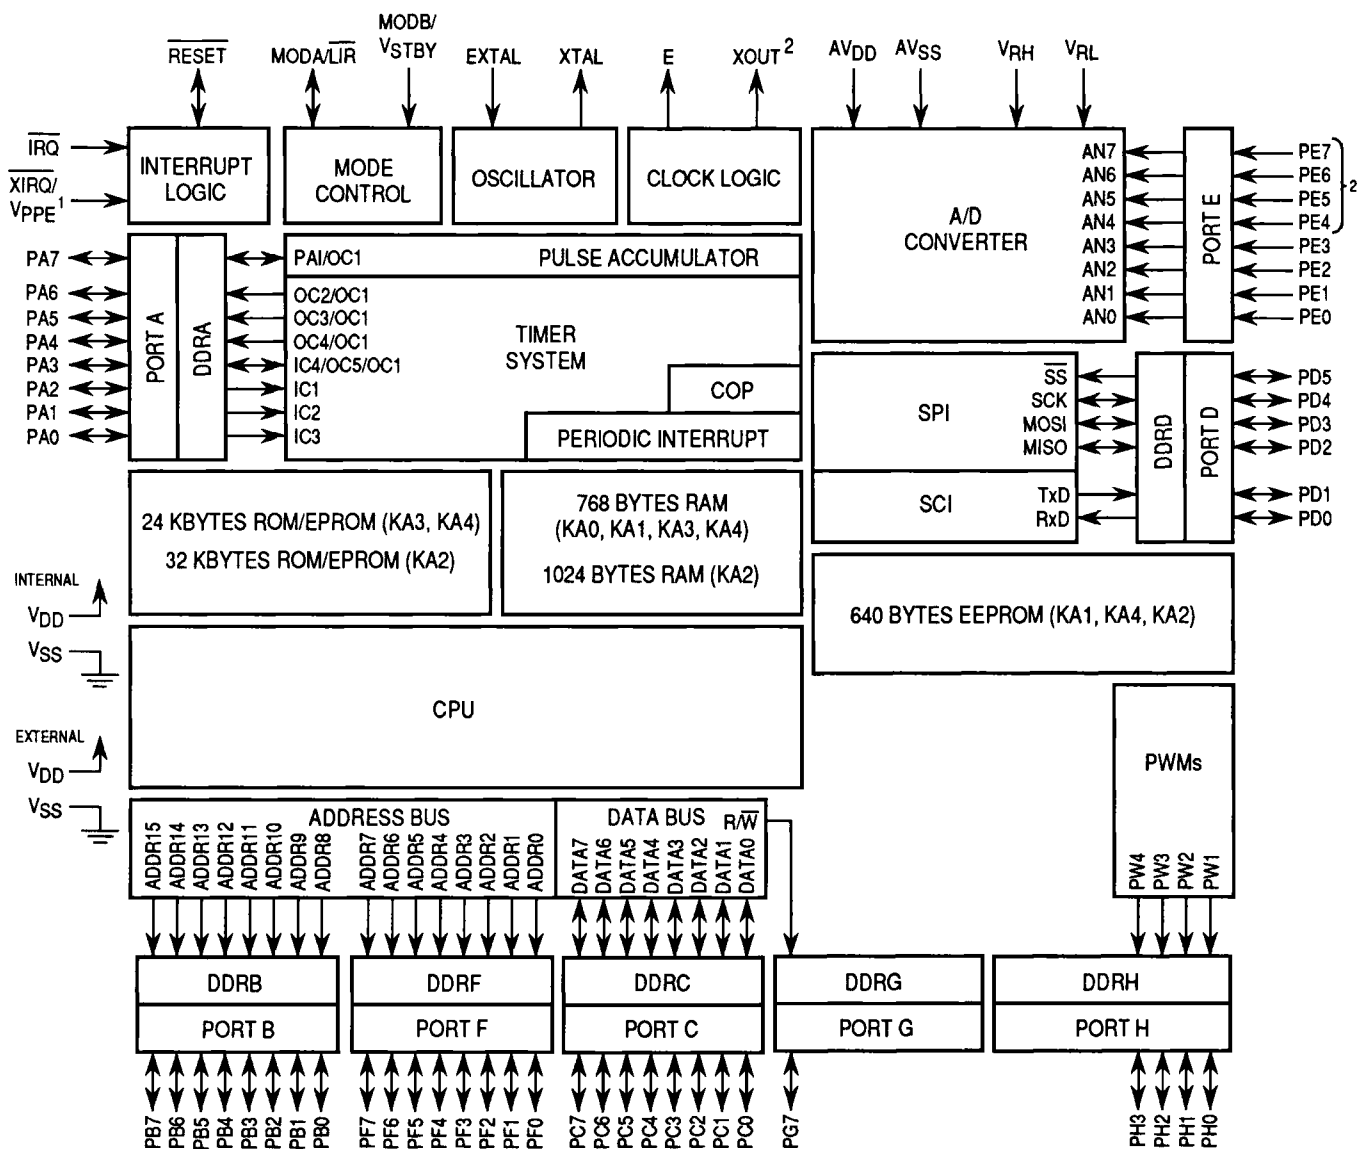 RESET
MODA/LIR
MODB/
VSTBY
EXTAL
XTAL
E
XOUT 2
AVDD
AVSS
VRH
VRL
IRQ
XIRQ/
VPPE 1
INTERRUPT
LOGIC
MODE
CONTROL
OSCILLATOR
CLOCK LOGIC
A/D
CONVERTER
AN7
AN6
AN5
AN4
AN3
AN2
AN1
AN0
PORT E
PE7
PE6
PE5
PE4
PE3
PE2
PE1
PE0
2
PA7
PA6
PA5
PA4
PA3
PA2
PA1
PA0
PORT A
DDRA
PAI/OC1
PULSE ACCUMULATOR
OC2/OC1
OC3/OC1
OC4/OC1
IC4/OC5/OC1
IC1
IC2
IC3
TIMER
SYSTEM
COP
PERIODIC INTERRUPT
SPI
SS
SCK
MOSI
MISO
SCI
TxD
RxD
DDRD
PORT D
PD5
PD4
PD3
PD2
PD1
PD0
24 KBYTES ROM/EPROM (KA3, KA4)
32 KBYTES ROM/EPROM (KA2)
768 BYTES RAM
(KA0, KA1, KA3, KA4)
1024 BYTES RAM (KA2)
640 BYTES EEPROM (KA1, KA4, KA2)
INTERNAL
VDD
VSS
EXTERNAL
VDD
VSS
CPU
PWMs
PW4
PW3
PW2
PW1
ADDRESS BUS
ADDR15
ADDR14
ADDR13
ADDR12
ADDR11
ADDR10
ADDR9
ADDR8
ADDR7
ADDR6
ADDR5
ADDR4
ADDR3
ADDR2
ADDR1
ADDR0
DATA BUS
R/W
DATA7
DATA6
DATA5
DATA4
DATA3
DATA2
DATA1
DATA0
DDRB
PORT B
DDRF
PORT F
DDRC
PORT C
DDRG
PORT G
DDRH
PORT H
PB7
PB6
PB5
PB4
PB3
PB2
PB1
PB0
PF7
PF6
PF5
PF4
PF3
PF2
PF1
PF0
PC7
PC6
PC5
PC4
PC3
PC2
PC1
PC0
PG7
PH3
PH2
PH1
PH0